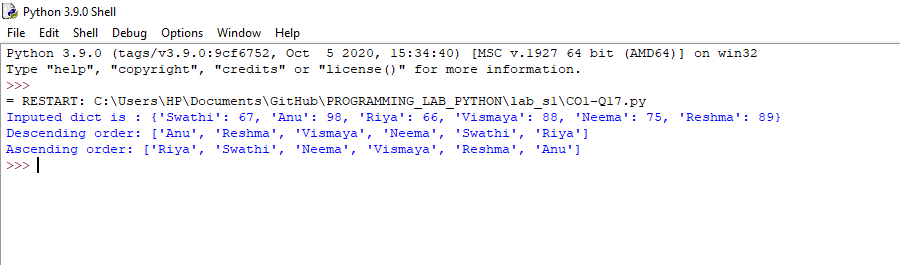 Python 3.9.0 Shell
File Edit Shell Debug Options Window Help
Python 3.9.0 (tags/v3.9.0:9cf6752, Oct  5 2020, 15:34:40) [MSC v.1927 64 bit (AMD64)] on win32
Type "help", "copyright", "credits" or "license()" for more information.
>>>
= RESTART: C:\Users\HP\Documents\GitHub\PROGRAMMING_LAB_PYTHON\lab_s1\CO1-Q17.py
Inputed dict is : {'Swathi': 67, 'Anu': 98, 'Riya': 66, 'Vismaya': 88, 'Neema': 75, 'Reshma': 89}
Descending order: ['Anu', 'Reshma', 'Vismaya', 'Neema', 'Swathi', 'Riya']
Ascending order: ['Riya', 'Swathi', 'Neema', 'Vismaya', 'Reshma', 'Anu']
>>>